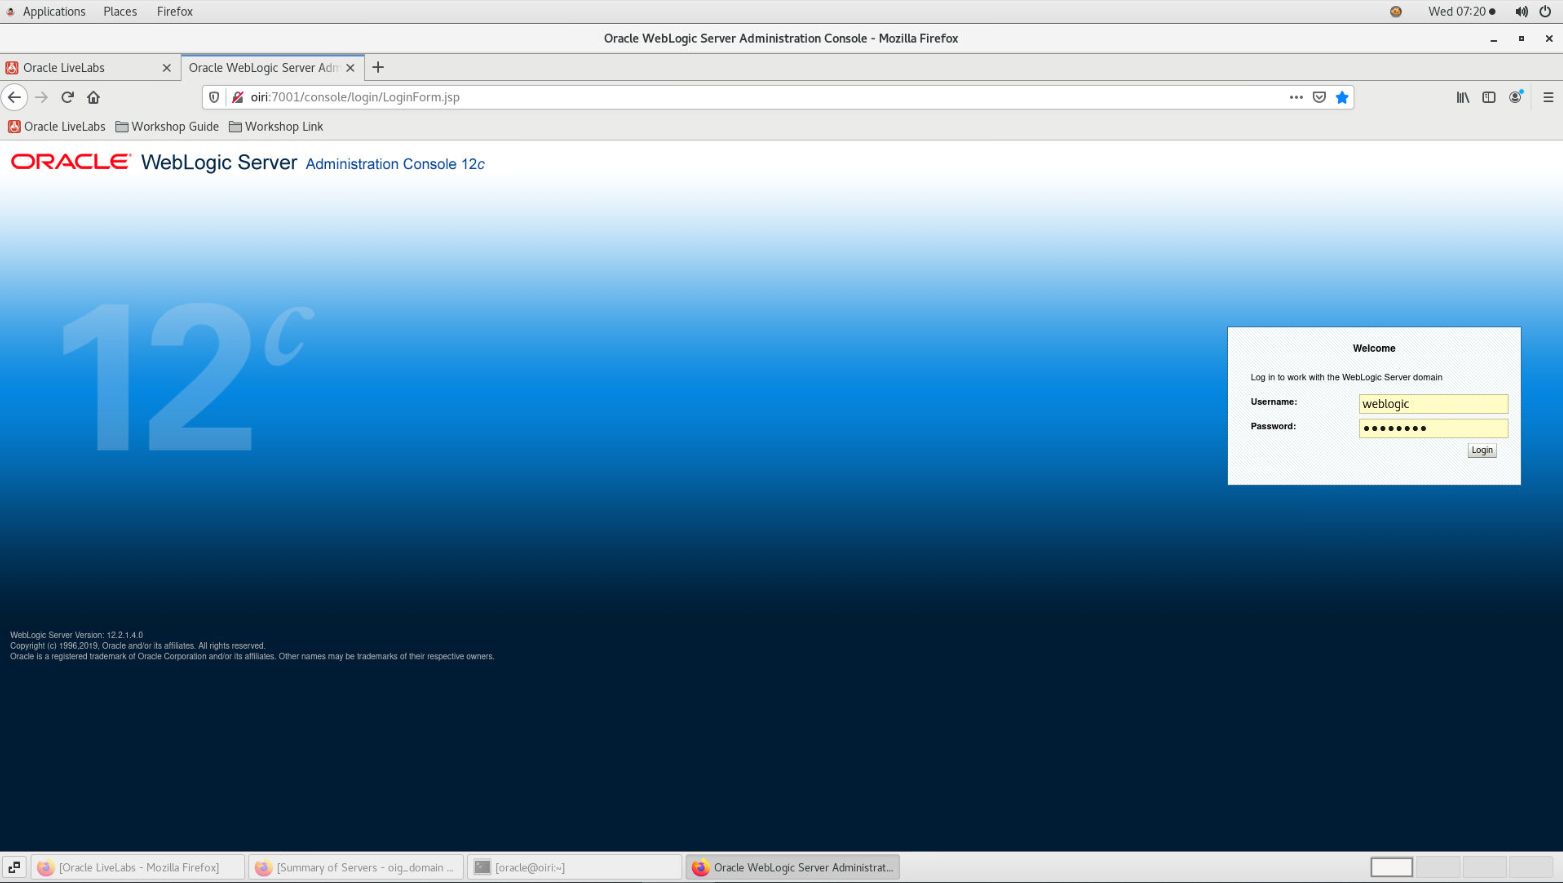 Applications Places Firefox Wed 07:20
Oracle WebLogic Server Administration Console - Mozilla Firefox
Oracle LiveLabs Oracle WebLogic Server Adm
oiri:7001/console/login/LoginForm.jsp
Oracle LiveLabs Workshop Guide Workshop Link
ORACLE WebLogic Server Administration Console 12c
12c
Welcome
Log in to work with the WebLogic Server domain
Username: weblogic
Password: ●●●●●●●●
Login
WebLogic Server Version: 12.2.1.4.0
Copyright (c) 1996,2019, Oracle and/or its affiliates. All rights reserved.
Oracle is a registered trademark of Oracle Corporation and/or its affiliates. Other names may be trademarks of their respective owners.
[Oracle LiveLabs - Mozilla Firefox] [Summary of Servers - oig_domain ... [oracle@oiri:~] Oracle WebLogic Server Administrat...